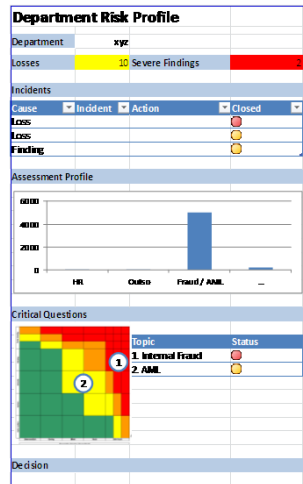 Department Risk Profile
Department xyz
Losses 10 Severe Findings 2
Incidents
Cause Incident Action Closed
Loss
Loss
Finding
Assessment Profile
6000
4000
2000
0
HR Outso Fraud / AML ...
Critical Questions
Topic Status
1. Internal Fraud
2. AML
1
2
Decision